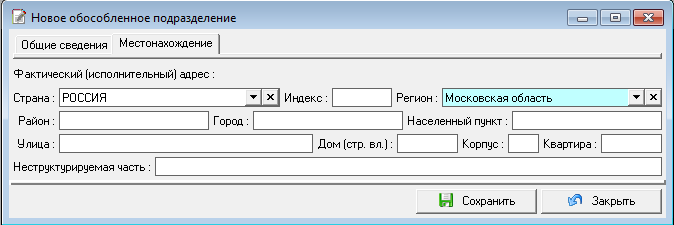 Новое обособленное подразделение
Общие сведения Местонахождение
Фактический (исполнительный) адрес :
Страна : РОССИЯ Индекс : Регион : Московская область
Район : Город : Населенный пункт :
Улица : Дом (стр. вл.) : Корпус : Квартира :
Неструктурируемая часть :
Сохранить Закрыть